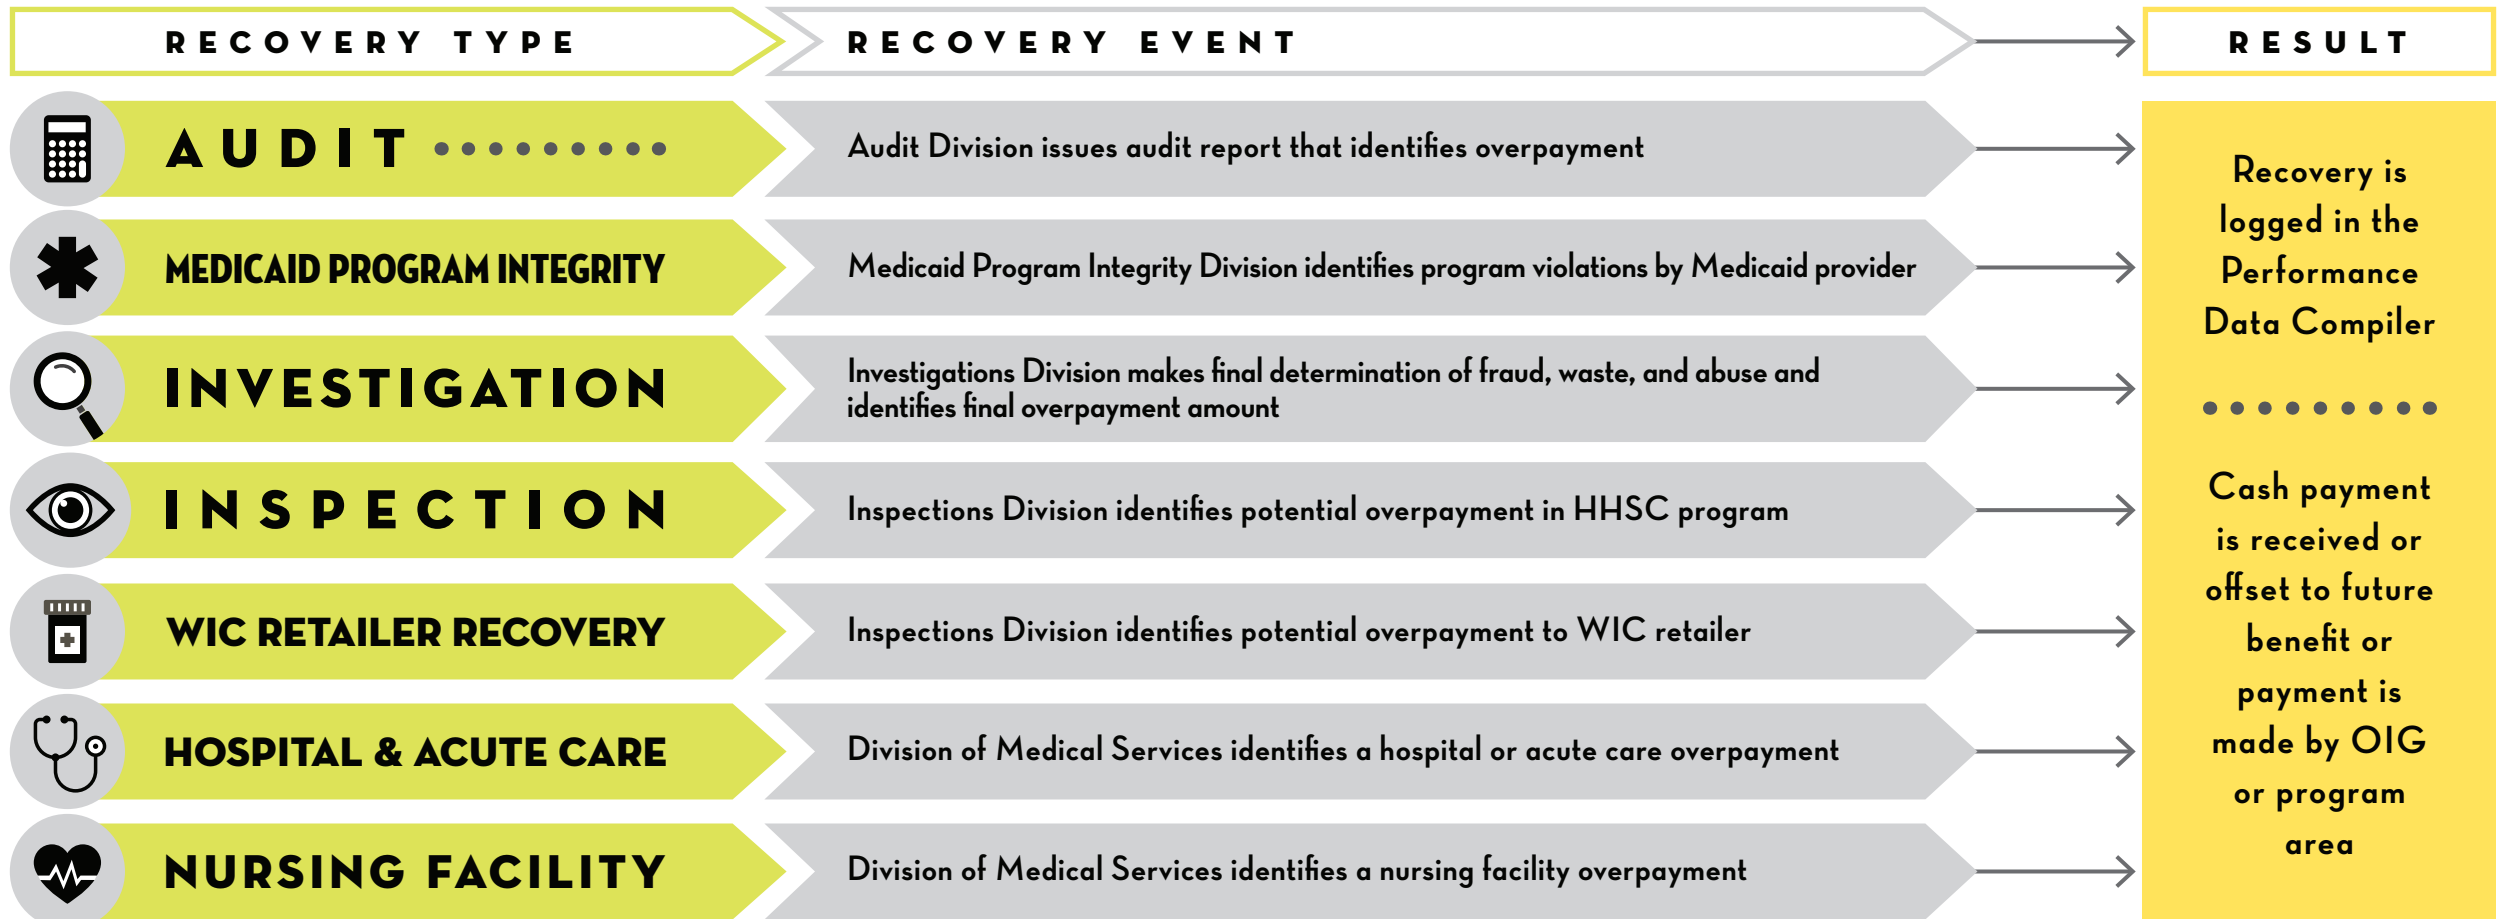 RECOVERY TYPE
RECOVERY EVENT
RESULT
AUDIT
Audit Division issues audit report that identifies overpayment
MEDICAID PROGRAM INTEGRITY
Medicaid Program Integrity Division identifies program violations by Medicaid provider
INVESTIGATION
Investigations Division makes final determination of fraud, waste, and abuse and
identifies final overpayment amount
INSPECTION
Inspections Division identifies potential overpayment in HHSC program
WIC RETAILER RECOVERY
Inspections Division identifies potential overpayment to WIC retailer
HOSPITAL & ACUTE CARE
Division of Medical Services identifies a hospital or acute care overpayment
NURSING FACILITY
Division of Medical Services identifies a nursing facility overpayment
Recovery is
logged in the
Performance
Data Compiler
Cash payment
is received or
offset to future
benefit or
payment is
made by OIG
or program
area